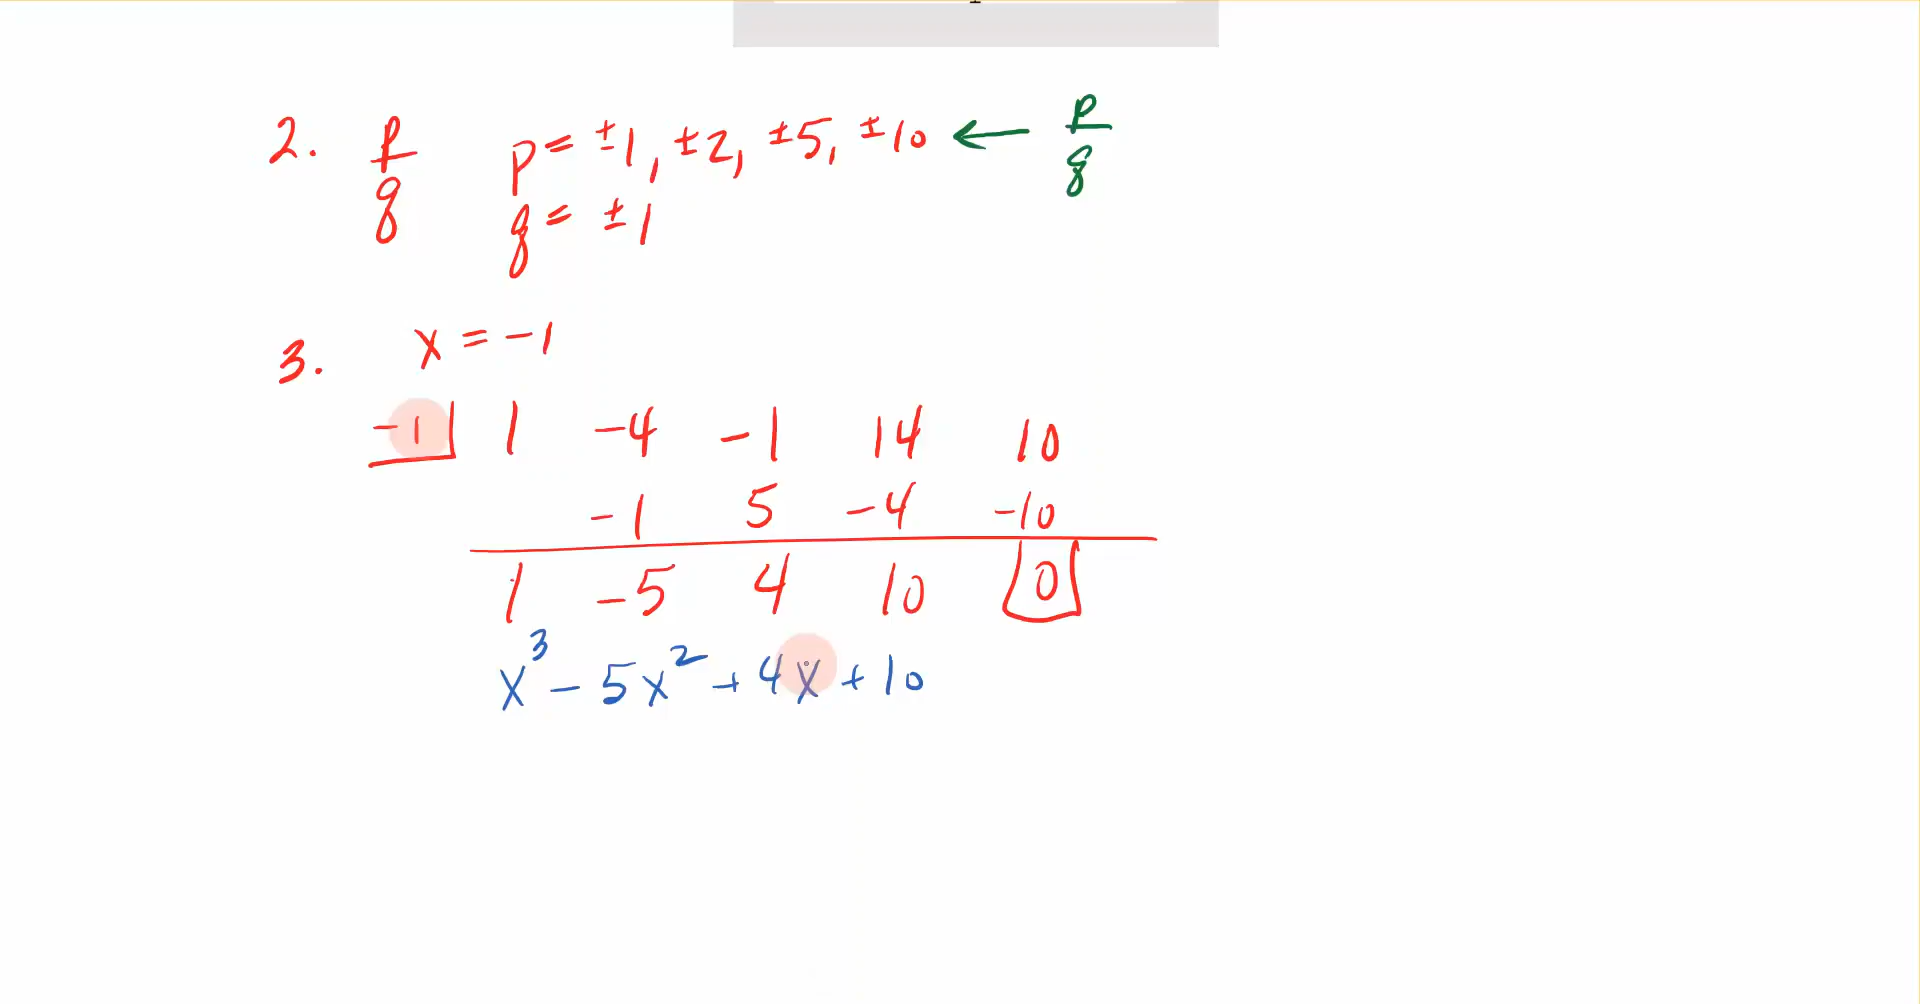 2. p/q p = ±1, ±2, ±5, ±10 ← p/q
q = ±1
3. x = -1
-1| 1 -4 -1 14 10
-1 5 -4 -10
1 -5 4 10 0
x³ - 5x² + 4x + 10